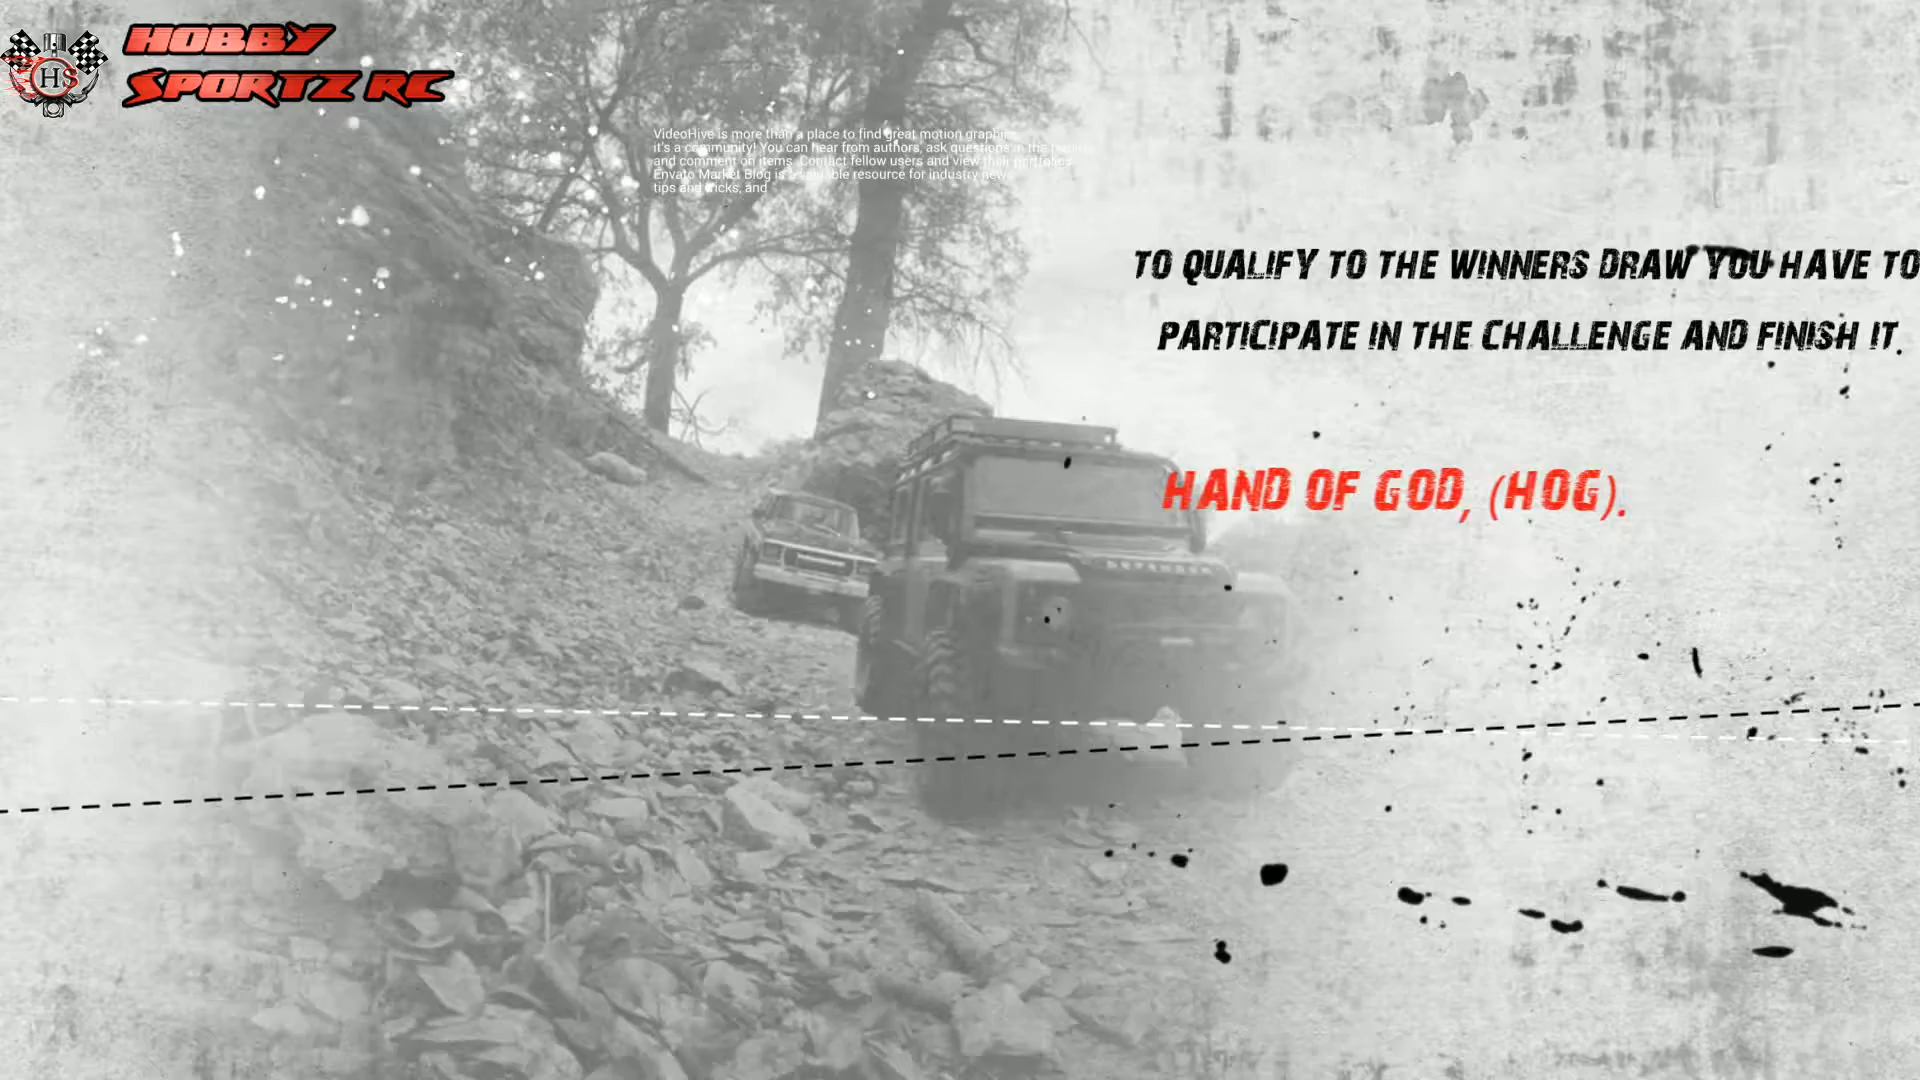 HOBBY
SPORTZ RC
HS
VideoHive is more than a place to find great motion graphics,
it's a community! You can hear from authors, ask questions in the
and comment on items. Contact fellow users and view their portfolios.
Envato Market Blog is a valuable resource for industry news,
tips and tricks, and
TO QUALIFY TO THE WINNERS DRAW YOU HAVE TO
PARTICIPATE IN THE CHALLENGE AND FINISH IT.
HAND OF GOD, (HOG).
DEFENDER